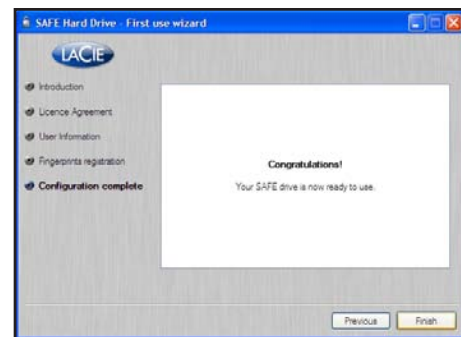 SAFE Hard Drive - First use wizard
LACIE
Introduction
Licence Agreement
User Information
Fingerprints registration
Configuration complete
Congratulations!
Your SAFE drive is now ready to use.
Previous
Finish